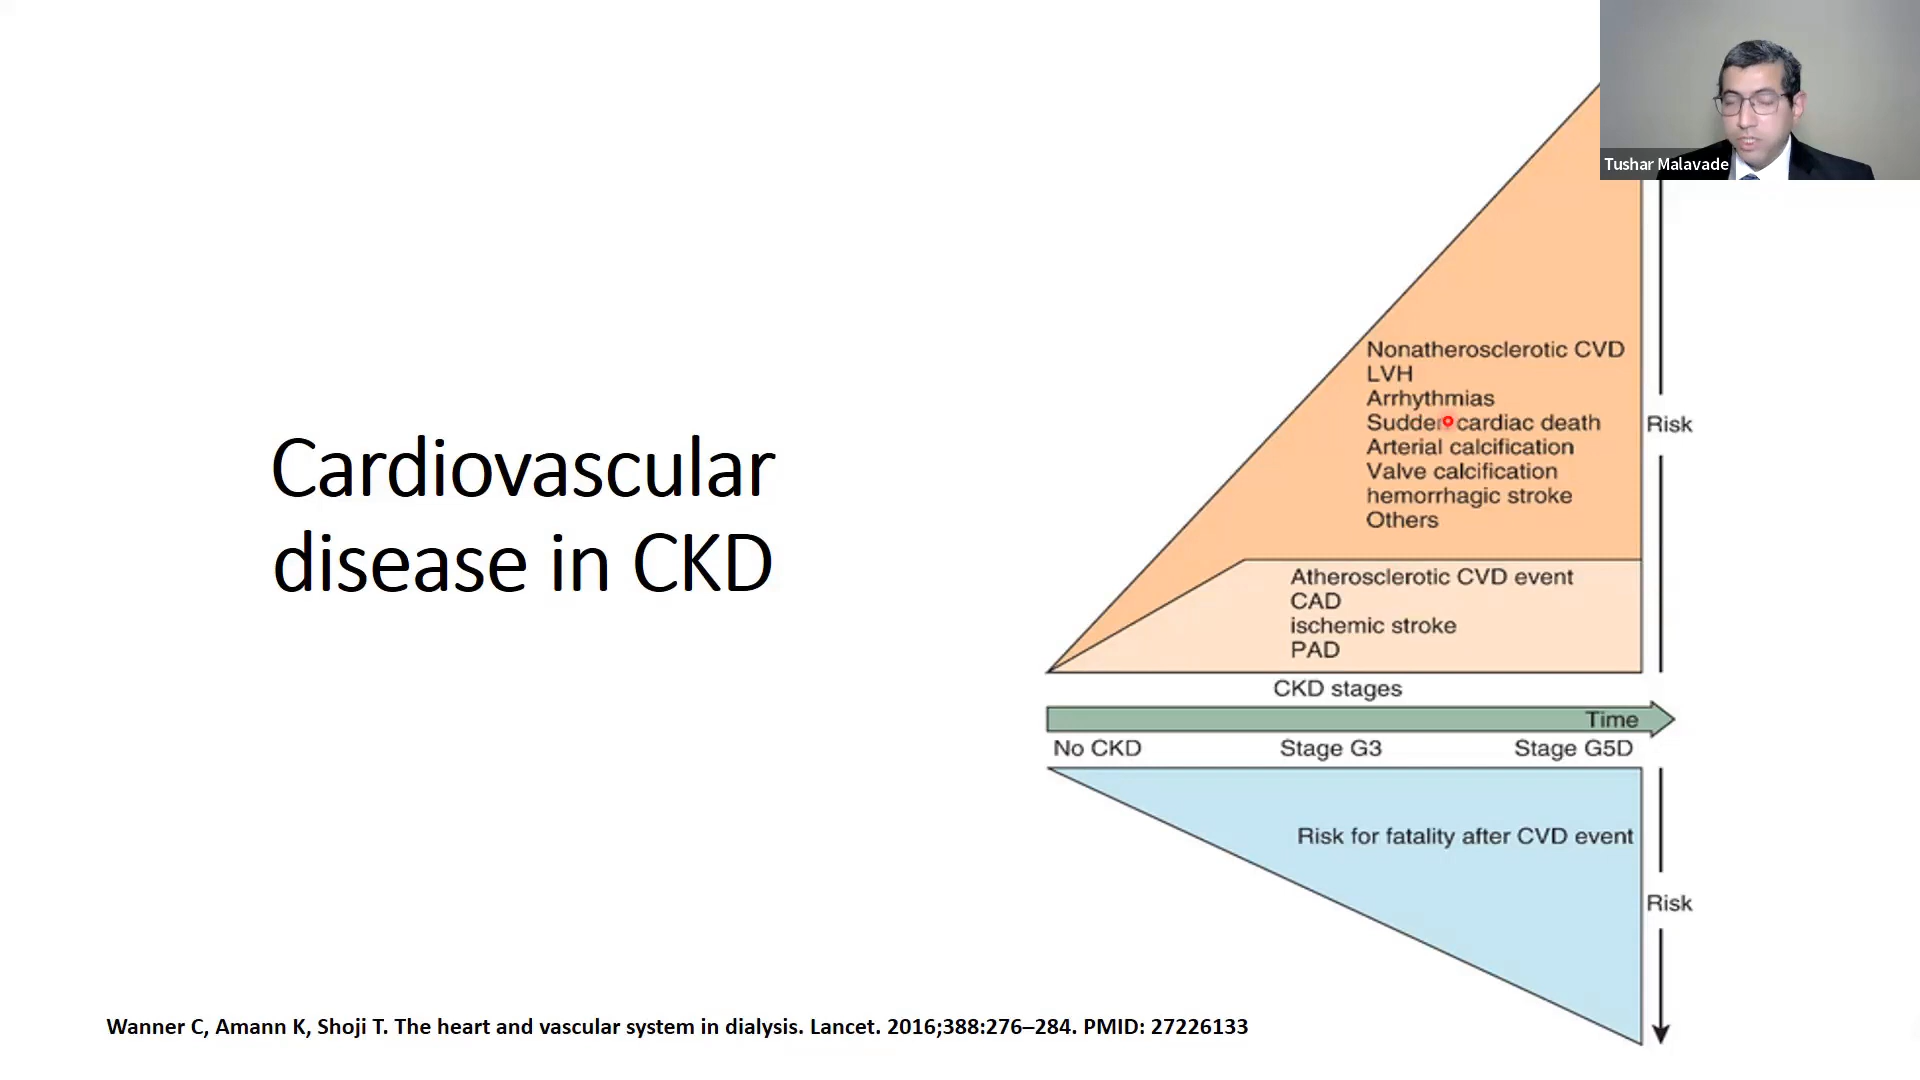 Tushar Malavade
Cardiovascular
disease in CKD
Nonatherosclerotic CVD
LVH
Arrhythmias
Sudden cardiac death
Arterial calcification
Valve calcification
hemorrhagic stroke
Others
Risk
Atherosclerotic CVD event
CAD
ischemic stroke
PAD
CKD stages
Time
No CKD Stage G3 Stage G5D
Risk for fatality after CVD event
Risk
Wanner C, Amann K, Shoji T. The heart and vascular system in dialysis. Lancet. 2016;388:276–284. PMID: 27226133